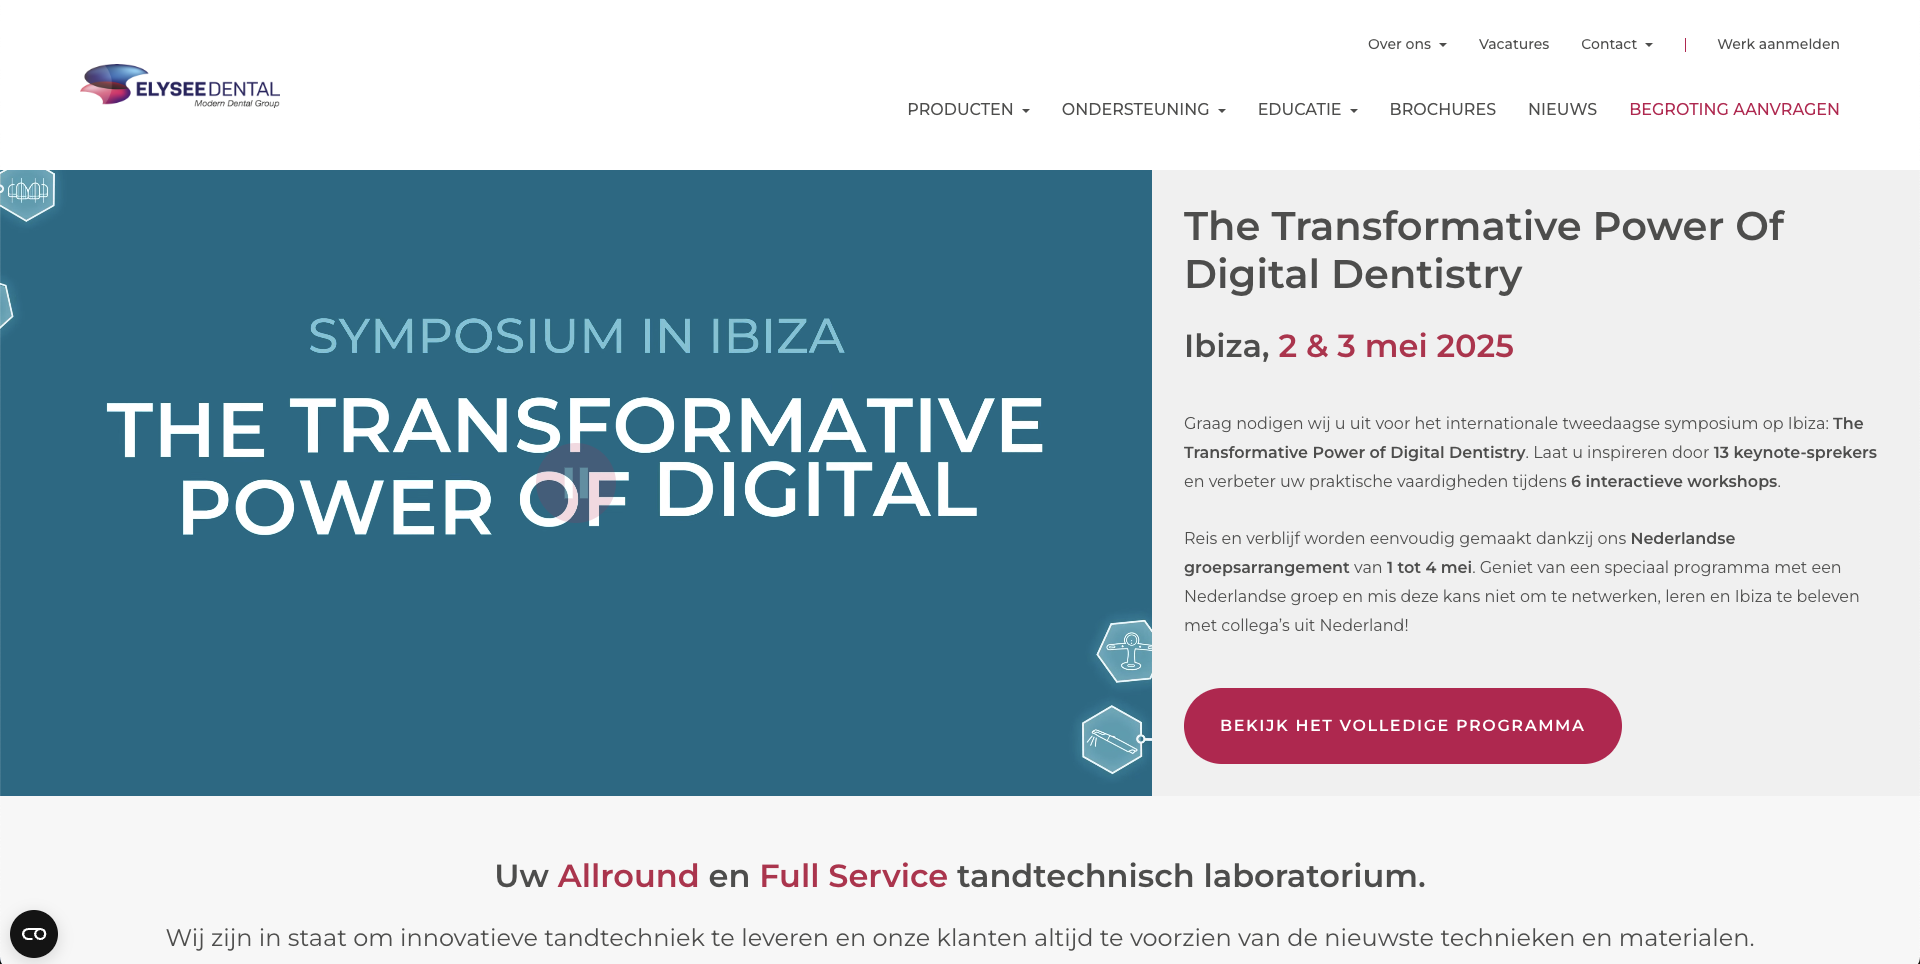 Over ons
Vacatures
Contact
Werk aanmelden
ELYSEE DENTAL
Modern Dental Group
PRODUCTEN
ONDERSTEUNING
EDUCATIE
BROCHURES
NIEUWS
BEGROTING AANVRAGEN
SYMPOSIUM IN IBIZA
THE TRANSFORMATIVE
POWER OF DIGITAL
The Transformative Power Of
Digital Dentistry
Ibiza, 2 & 3 mei 2025
Graag nodigen wij u uit voor het internationale tweedaagse symposium op Ibiza: The
Transformative Power of Digital Dentistry. Laat u inspireren door 13 keynote-sprekers
en verbeter uw praktische vaardigheden tijdens 6 interactieve workshops.
Reis en verblijf worden eenvoudig gemaakt dankzij ons Nederlandse
groepsarrangement van 1 tot 4 mei. Geniet van een speciaal programma met een
Nederlandse groep en mis deze kans niet om te netwerken, leren en Ibiza te beleven
met collega’s uit Nederland!
BEKIJK HET VOLLEDIGE PROGRAMMA
Uw Allround en Full Service tandtechnisch laboratorium.
Wij zijn in staat om innovatieve tandtechniek te leveren en onze klanten altijd te voorzien van de nieuwste technieken en materialen.